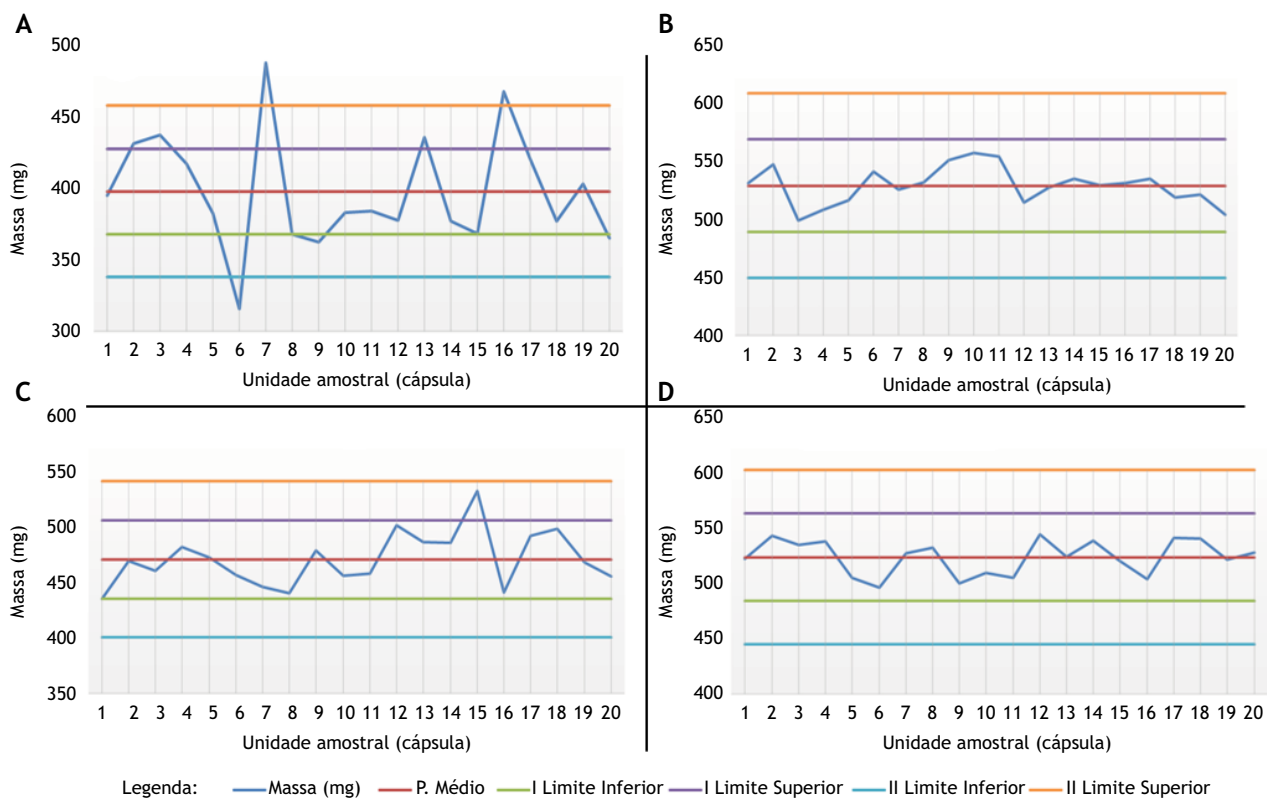 A
500
450
400
350
300
Massa (mg)
1 2 3 4 5 6 7 8 9 10 11 12 13 14 15 16 17 18 19 20
Unidade amostral (cápsula)
B
650
600
550
500
450
400
Massa (mg)
1 2 3 4 5 6 7 8 9 10 11 12 13 14 15 16 17 18 19 20
Unidade amostral (cápsula)
C
600
550
500
450
400
350
Massa (mg)
1 2 3 4 5 6 7 8 9 10 11 12 13 14 15 16 17 18 19 20
Unidade amostral (cápsula)
D
650
600
550
500
450
400
Massa (mg)
1 2 3 4 5 6 7 8 9 10 11 12 13 14 15 16 17 18 19 20
Unidade amostral (cápsula)
Legenda: Massa (mg) P. Médio I Limite Inferior I Limite Superior II Limite Inferior II Limite Superior